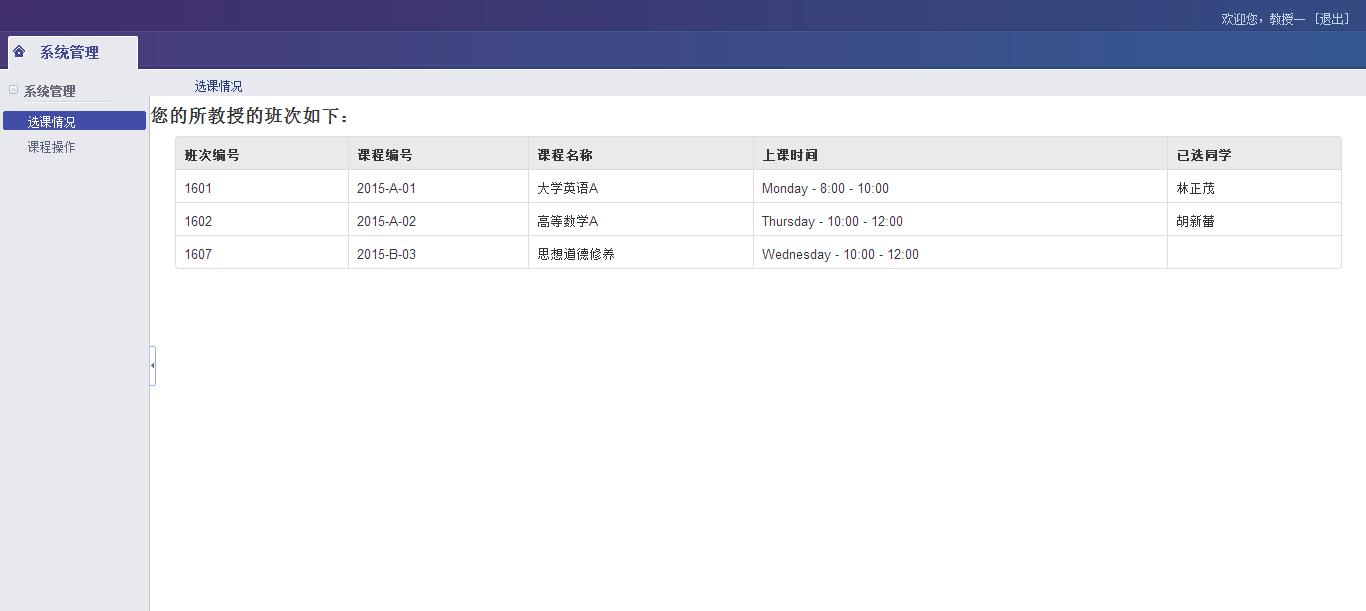 欢迎您，教授一 [退出]
系统管理
系统管理
选课情况
课程操作
选课情况
您的所教授的班次如下：
班次编号 课程编号 课程名称 上课时间 已选同学
1601 2015-A-01 大学英语A Monday - 8:00 - 10:00 林正茂
1602 2015-A-02 高等数学A Thursday - 10:00 - 12:00 胡新蕾
1607 2015-B-03 思想道德修养 Wednesday - 10:00 - 12:00